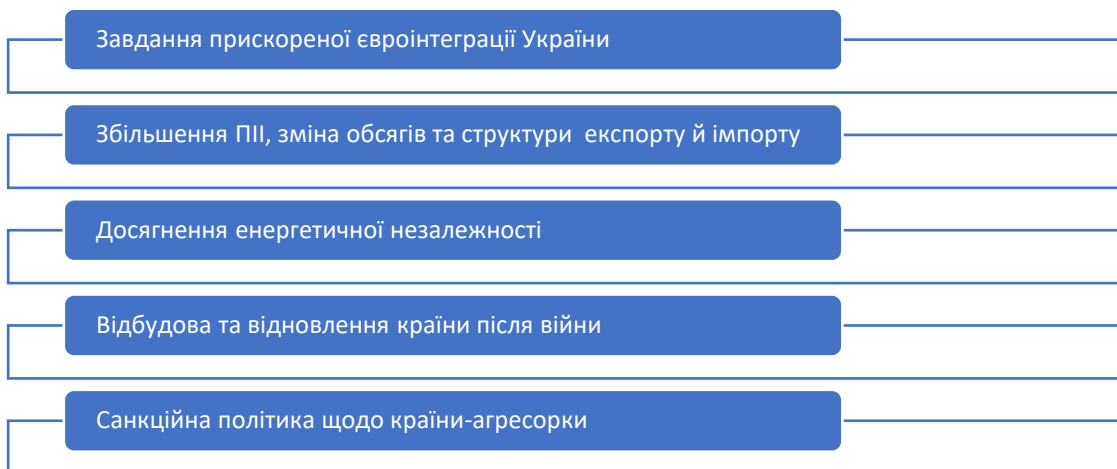 Завдання прискореної євроінтеграції України
Збільшення ПІІ, зміна обсягів та структури експорту й імпорту
Досягнення енергетичної незалежності
Відбудова та відновлення країни після війни
Санкційна політика щодо країни-агресорки